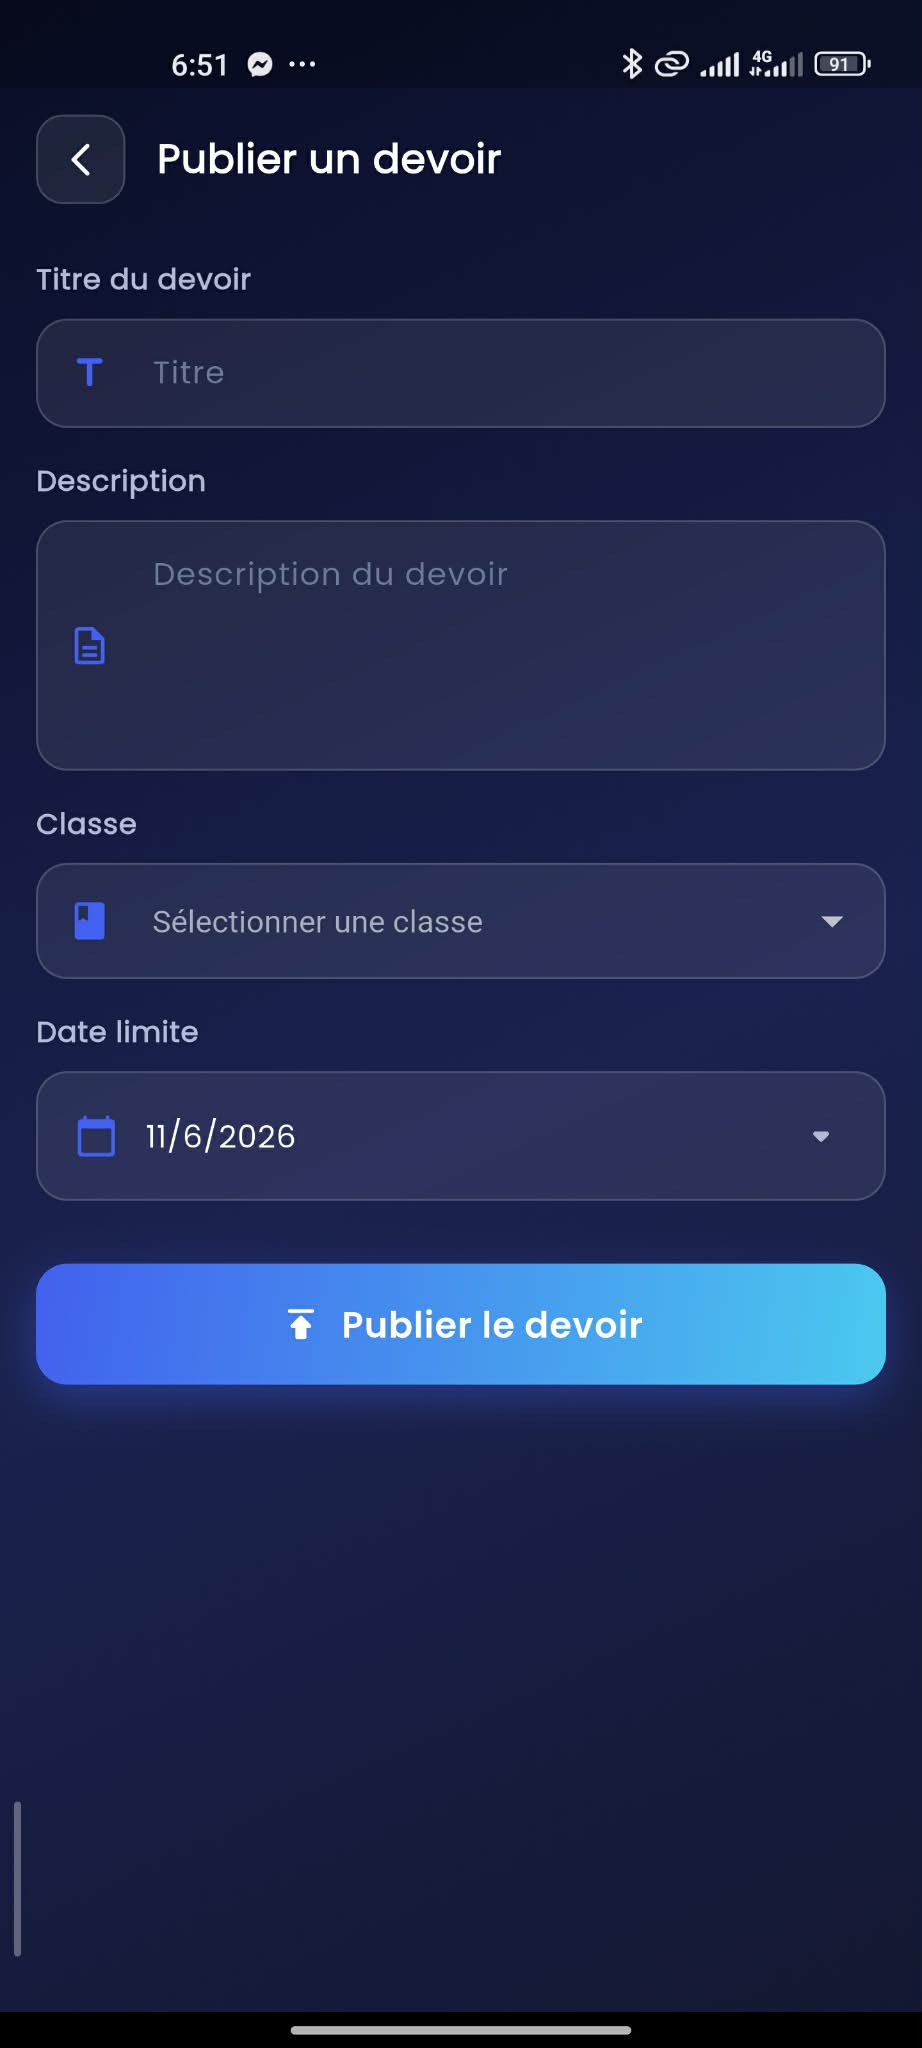 6:51 ... 4G 91
Publier un devoir
Titre du devoir
T Titre
Description
Description du devoir
Classe
Sélectionner une classe
Date limite
11/6/2026
Publier le devoir